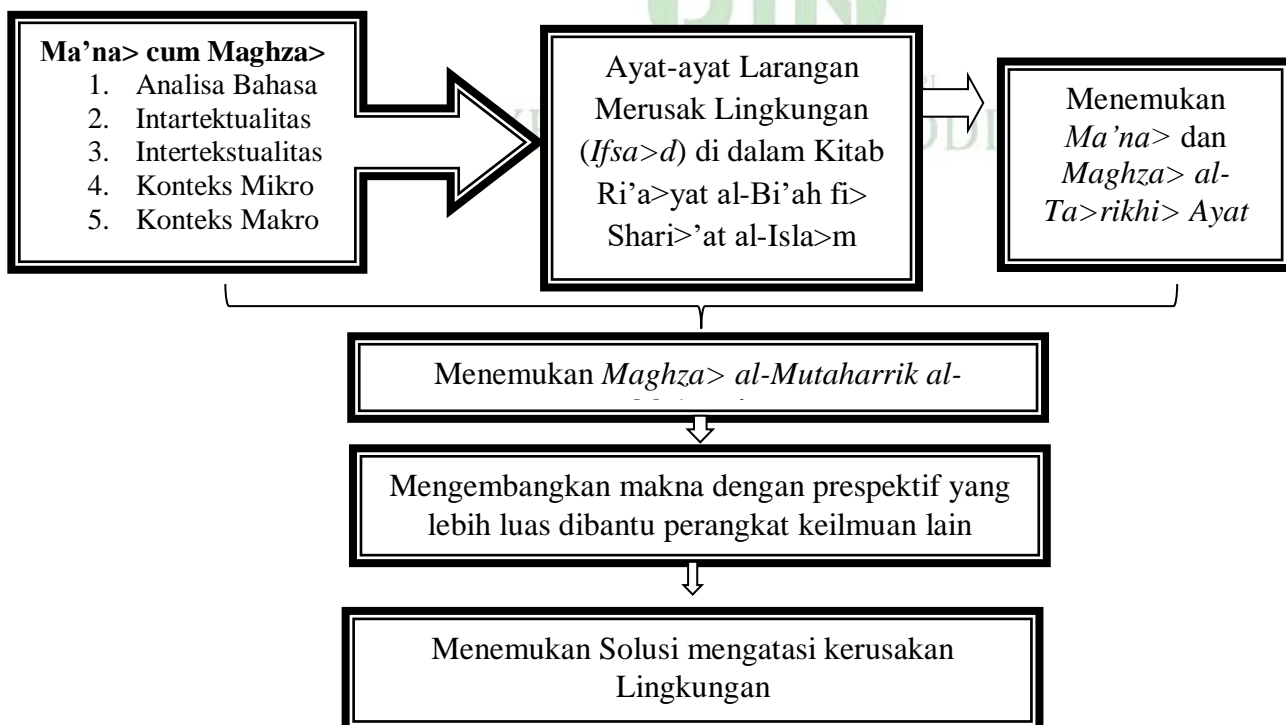 Ma’na> cum Maghza>
1. Analisa Bahasa
2. Intartektualitas
3. Intertekstualitas
4. Konteks Mikro
5. Konteks Makro
Ayat-ayat Larangan
Merusak Lingkungan
(Ifsa>d) di dalam Kitab
Ri’a>yat al-Bi’ah fi>
Shari>’at al-Isla>m
Menemukan
Ma’na> dan
Maghza> al-
Ta>rikhi> Ayat
Menemukan Maghza> al-Mutaharrik al-
Mengembangkan makna dengan prespektif yang
lebih luas dibantu perangkat keilmuan lain
Menemukan Solusi mengatasi kerusakan
Lingkungan